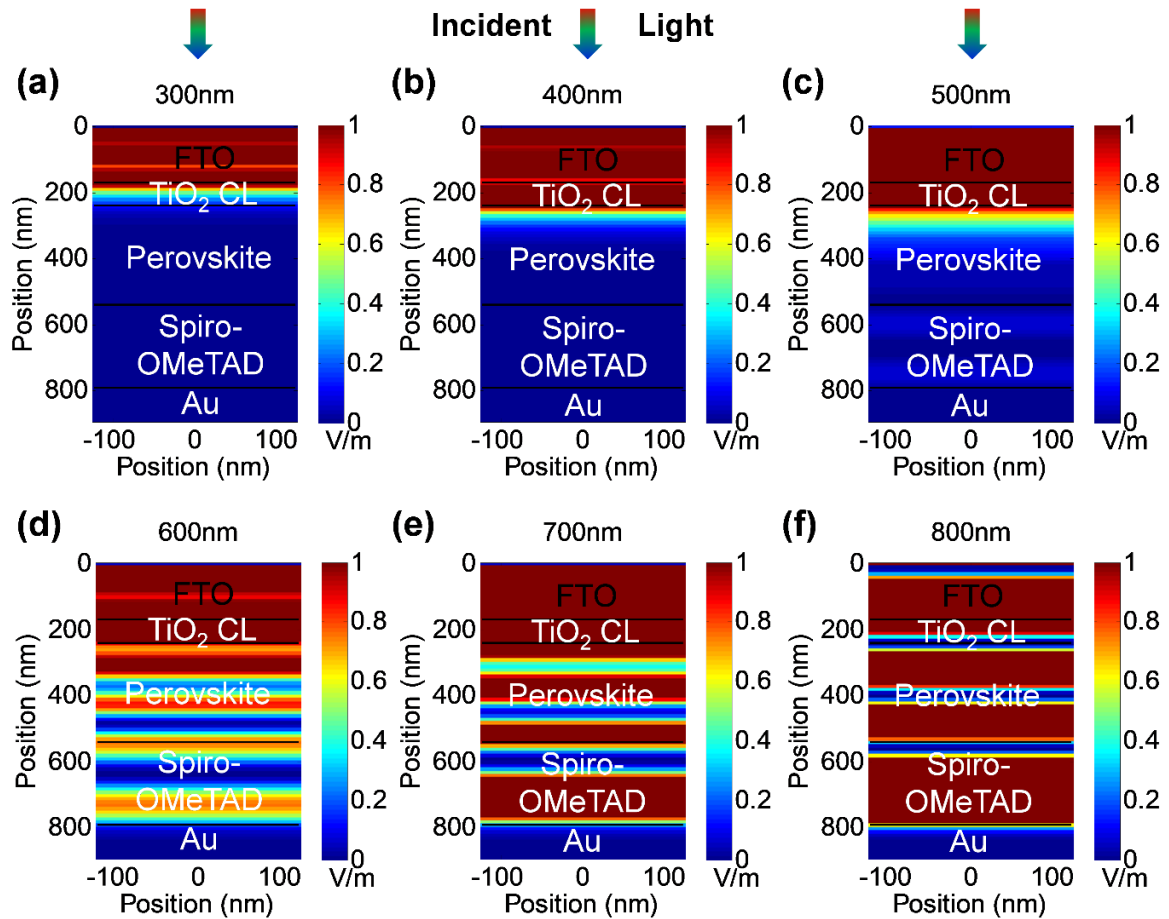 Incident Light
(a)
300nm
Position (nm)
0
200
400
600
800
FTO
TiO₂ CL
Perovskite
Spiro-
OMeTAD
Au
-100 0 100
Position (nm)
1
0.8
0.6
0.4
0.2
0
V/m
(b)
400nm
Position (nm)
0
200
400
600
800
FTO
TiO₂ CL
Perovskite
Spiro-
OMeTAD
Au
-100 0 100
Position (nm)
1
0.8
0.6
0.4
0.2
0
V/m
(c)
500nm
Position (nm)
0
200
400
600
800
FTO
TiO₂ CL
Perovskite
Spiro-
OMeTAD
Au
-100 0 100
Position (nm)
1
0.8
0.6
0.4
0.2
0
V/m
(d)
600nm
Position (nm)
0
200
400
600
800
FTO
TiO₂ CL
Perovskite
Spiro-
OMeTAD
Au
-100 0 100
Position (nm)
1
0.8
0.6
0.4
0.2
0
V/m
(e)
700nm
Position (nm)
0
200
400
600
800
FTO
TiO₂ CL
Perovskite
Spiro-
OMeTAD
Au
-100 0 100
Position (nm)
1
0.8
0.6
0.4
0.2
0
V/m
(f)
800nm
Position (nm)
0
200
400
600
800
FTO
TiO₂ CL
Perovskite
Spiro-
OMeTAD
Au
-100 0 100
Position (nm)
1
0.8
0.6
0.4
0.2
0
V/m